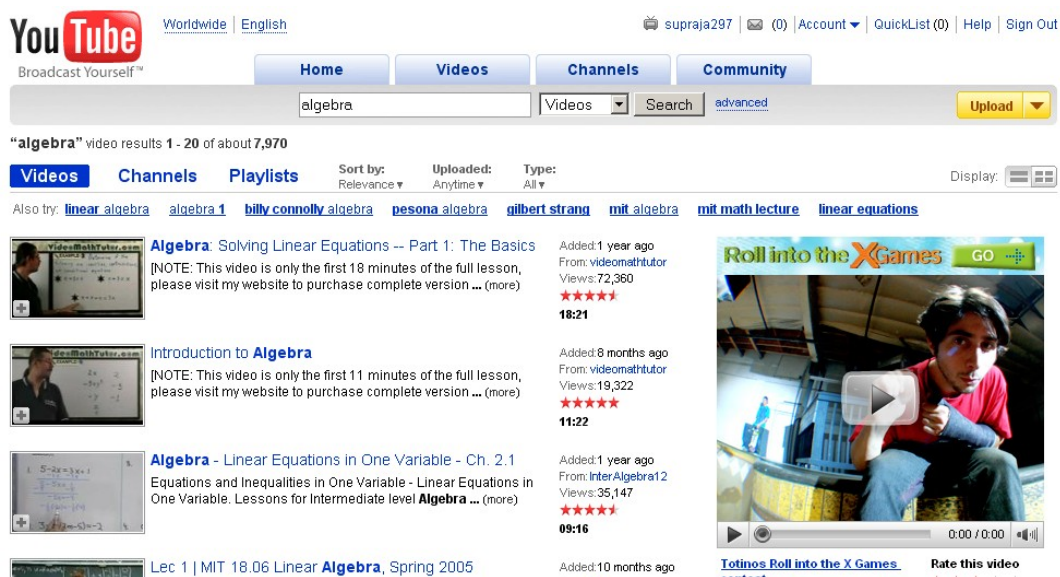 YouTube
Broadcast Yourself™
Worldwide | English
supraja297 | (0) | Account ▾ | QuickList (0) | Help | Sign Out
Home Videos Channels Community
algebra Videos Search advanced Upload
"algebra" video results 1 - 20 of about 7,970
Videos Channels Playlists
Sort by: Uploaded: Type:
Relevance ▾ Anytime ▾ All ▾
Display:
Also try: linear algebra algebra 1 billy connolly algebra pesona algebra gilbert strang mit algebra mit math lecture linear equations
Algebra: Solving Linear Equations -- Part 1: The Basics
[NOTE: This video is only the first 18 minutes of the full lesson,
please visit my website to purchase complete version ... (more)
Added: 1 year ago
From: videomathtutor
Views: 72,360
18:21
Introduction to Algebra
[NOTE: This video is only the first 11 minutes of the full lesson,
please visit my website to purchase complete version ... (more)
Added: 8 months ago
From: videomathtutor
Views: 19,322
11:22
Algebra - Linear Equations in One Variable - Ch. 2.1
Equations and Inequalities in One Variable - Linear Equations in
One Variable. Lessons for Intermediate level Algebra ... (more)
Added: 1 year ago
From: InterAlgebra12
Views: 35,147
09:16
Lec 1 | MIT 18.06 Linear Algebra, Spring 2005
Added: 10 months ago
Roll into the XGames GO
0:00 / 0:00
Totinos Roll into the X Games
Rate this video